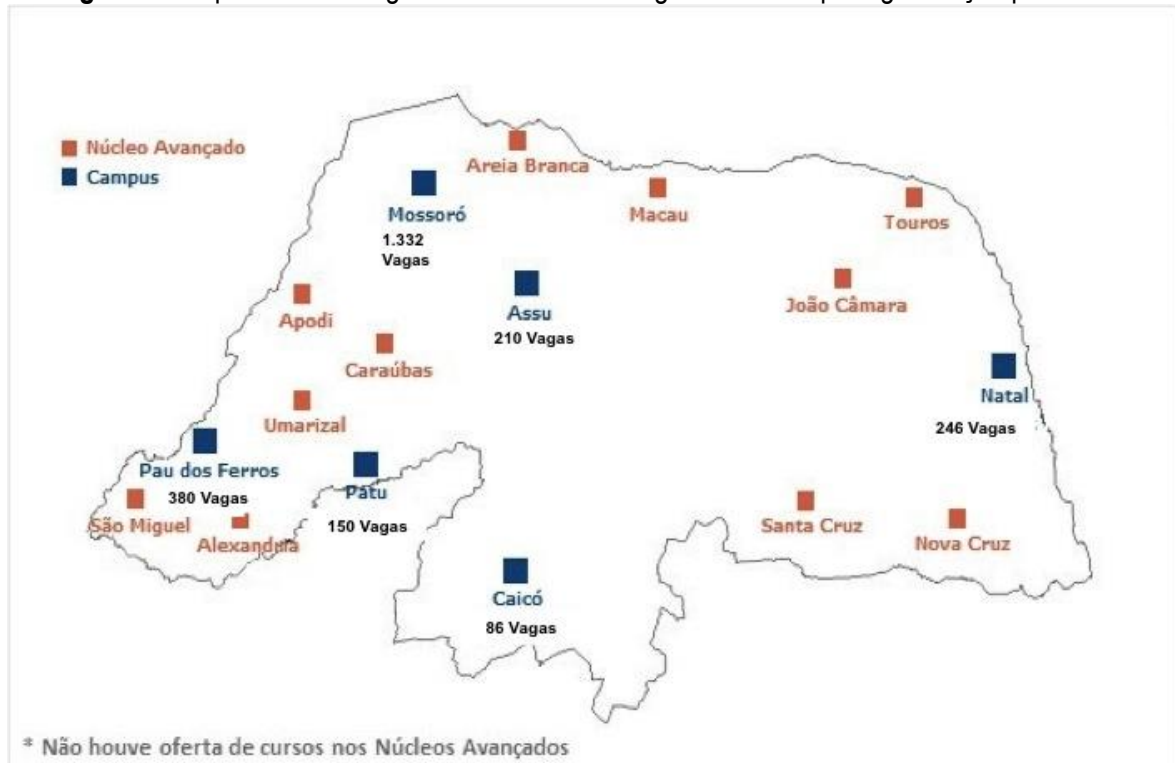 Núcleo Avançado
Campus
Areia Branca
Mossoró
1.332
Vagas
Macau
Touros
Apodi
Assu
210 Vagas
João Câmara
Caraúbas
Natal
246 Vagas
Umarizal
Pau dos Ferros
380 Vagas
Patu
150 Vagas
São Miguel
Alexandria
Santa Cruz
Nova Cruz
Caicó
86 Vagas
* Não houve oferta de cursos nos Núcleos Avançados